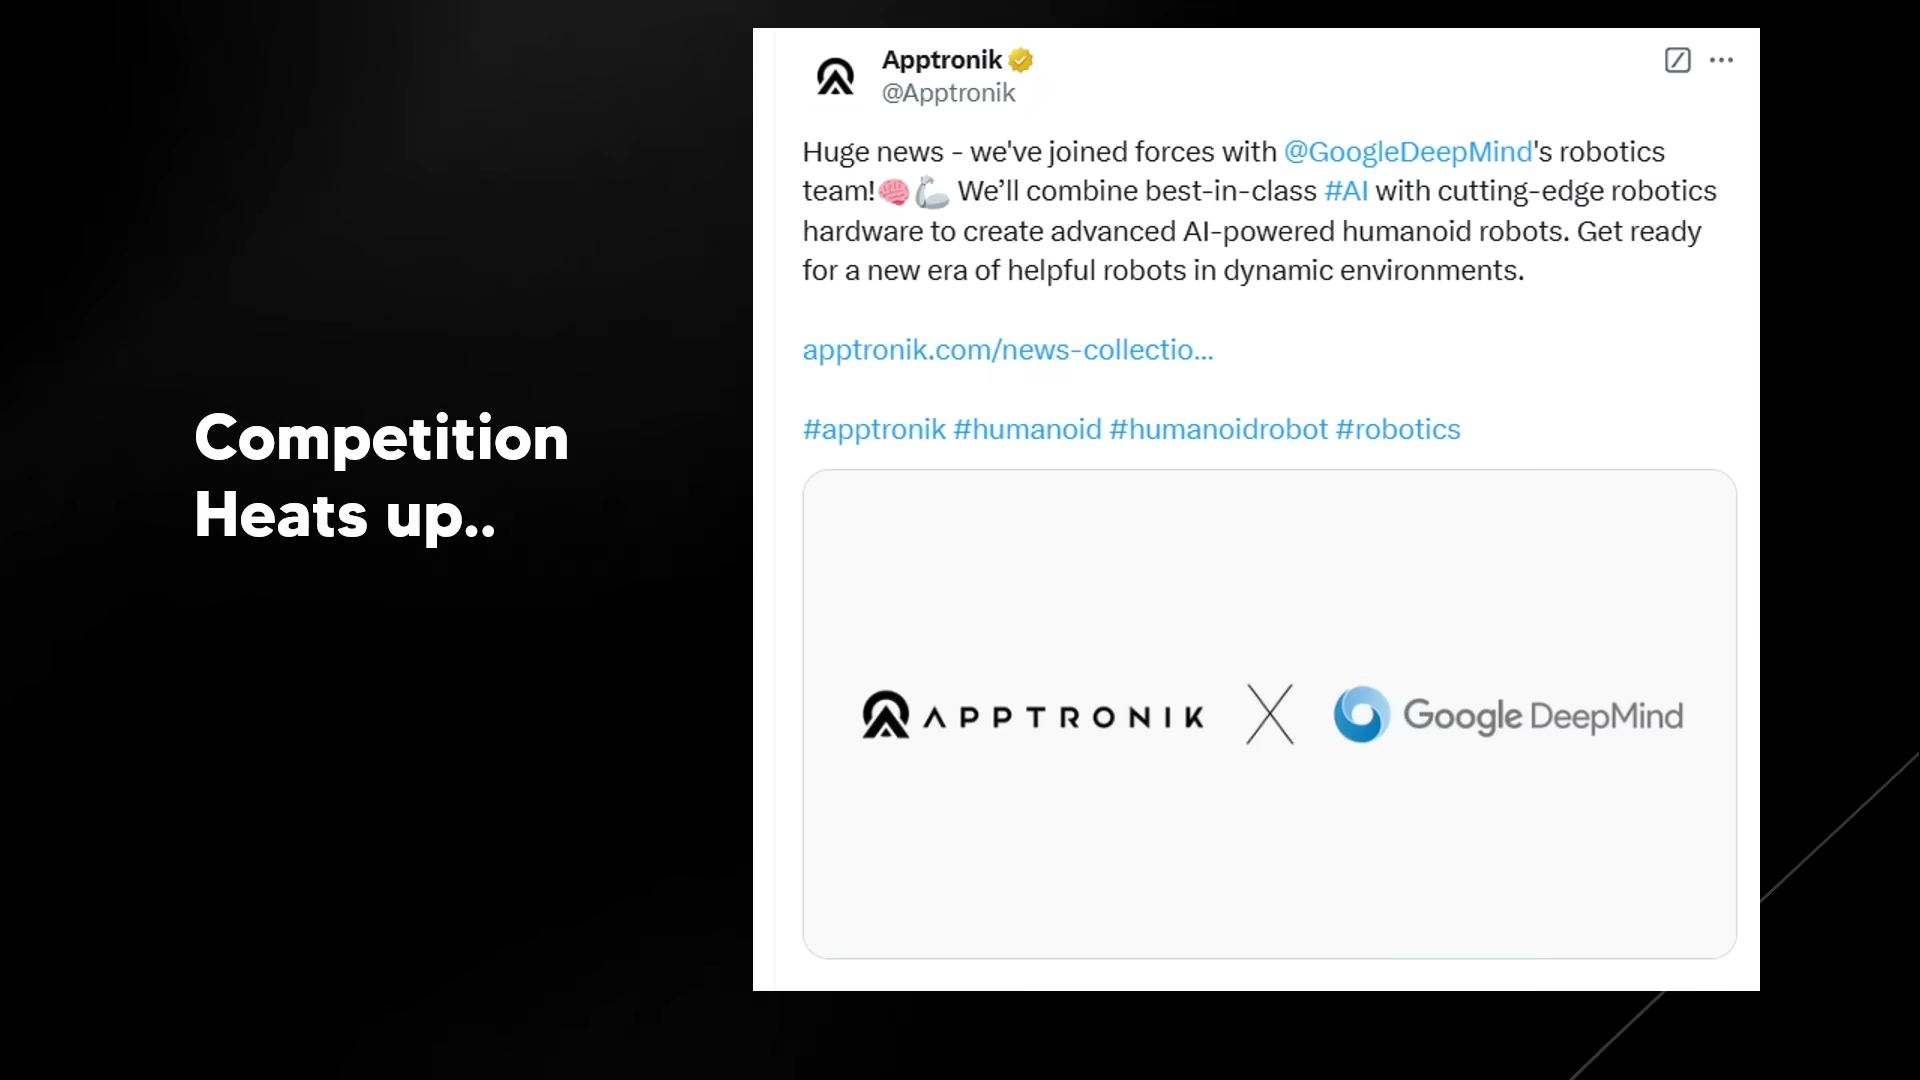 Competition
Heats up..
Apptronik
@Apptronik
Huge news - we've joined forces with @GoogleDeepMind's robotics
team!🧠🦾 We’ll combine best-in-class #AI with cutting-edge robotics
hardware to create advanced AI-powered humanoid robots. Get ready
for a new era of helpful robots in dynamic environments.
apptronik.com/news-collectio...
#apptronik #humanoid #humanoidrobot #robotics
APPTRONIK X Google DeepMind